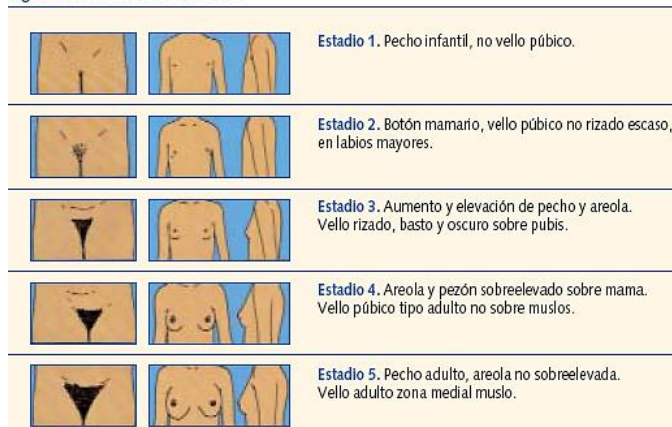 Estadio 1. Pecho infantil, no vello púbico.
Estadio 2. Botón mamario, vello púbico no rizado escaso,
en labios mayores.
Estadio 3. Aumento y elevación de pecho y areola.
Vello rizado, basto y oscuro sobre pubis.
Estadio 4. Areola y pezón sobreelevado sobre mama.
Vello púbico tipo adulto no sobre muslos.
Estadio 5. Pecho adulto, areola no sobreelevada.
Vello adulto zona medial muslo.